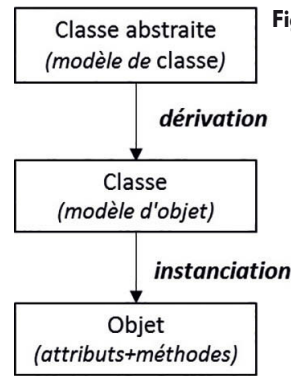 Classe abstraite
(modèle de classe)
dérivation
Classe
(modèle d'objet)
instanciation
Objet
(attributs+méthodes)